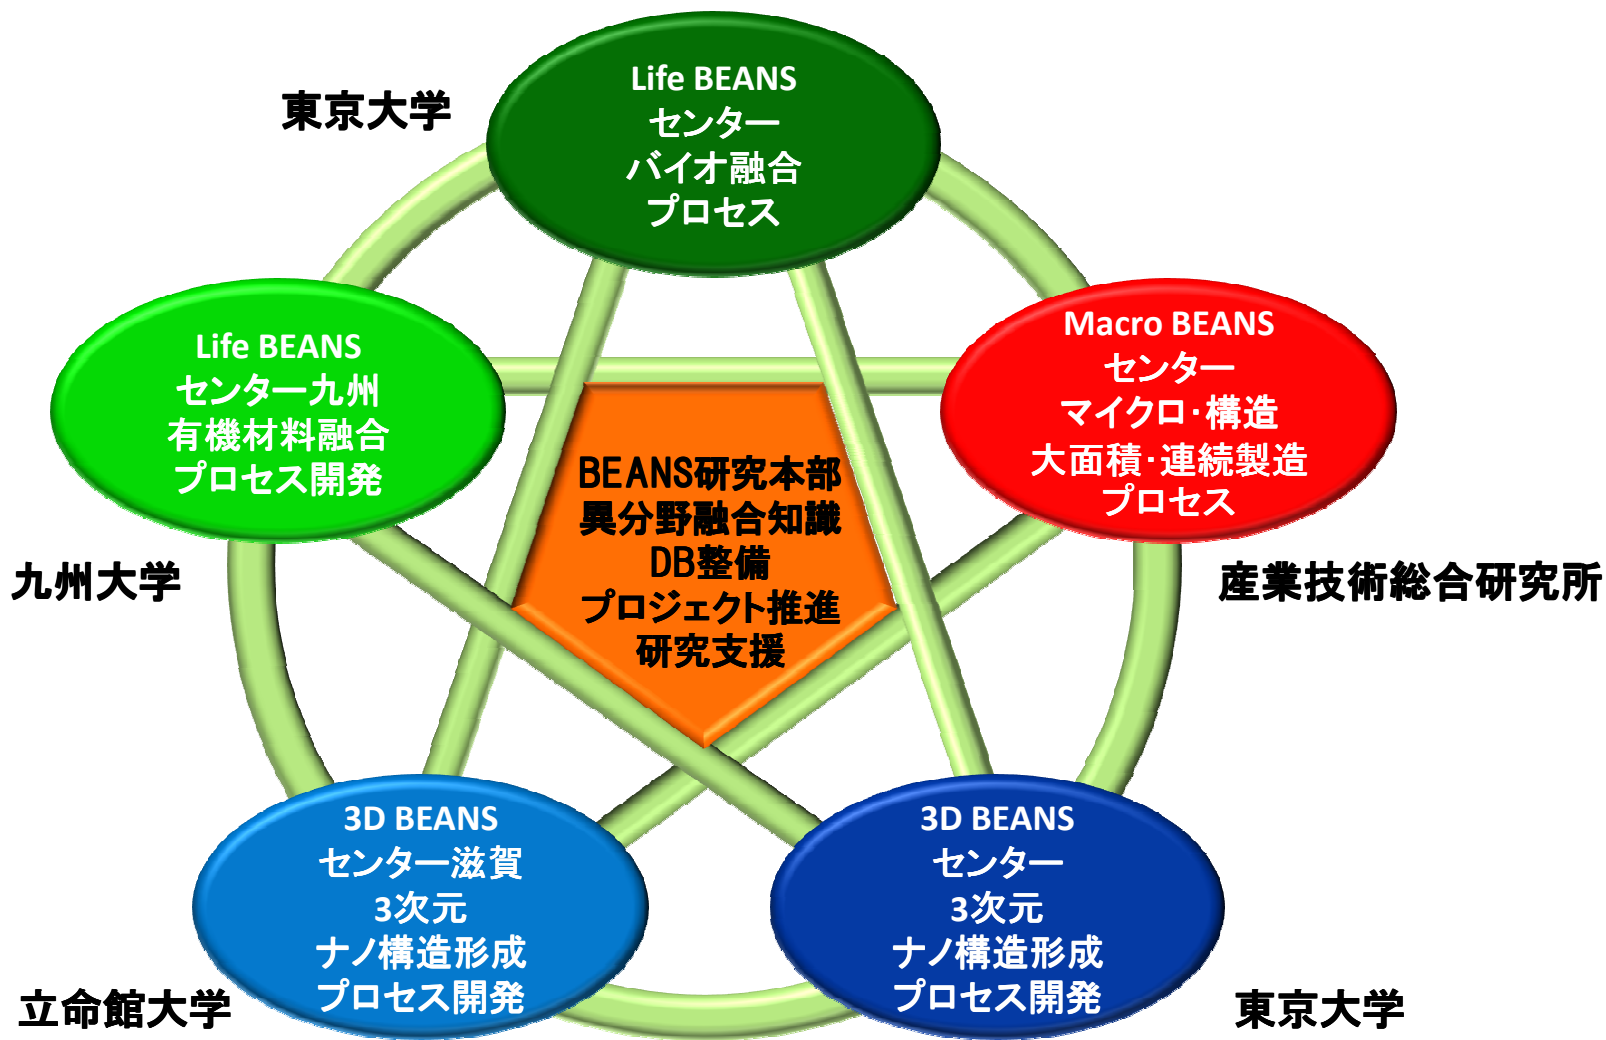 東京大学
Life BEANS
センター
バイオ融合
プロセス
Life BEANS
センター九州
有機材料融合
プロセス開発
九州大学
Macro BEANS
センター
マイクロ・構造
大面積・連続製造
プロセス
産業技術総合研究所
BEANS研究本部
異分野融合知識
DB整備
プロジェクト推進
研究支援
3D BEANS
センター滋賀
3次元
ナノ構造形成
プロセス開発
立命館大学
3D BEANS
センター
3次元
ナノ構造形成
プロセス開発
東京大学